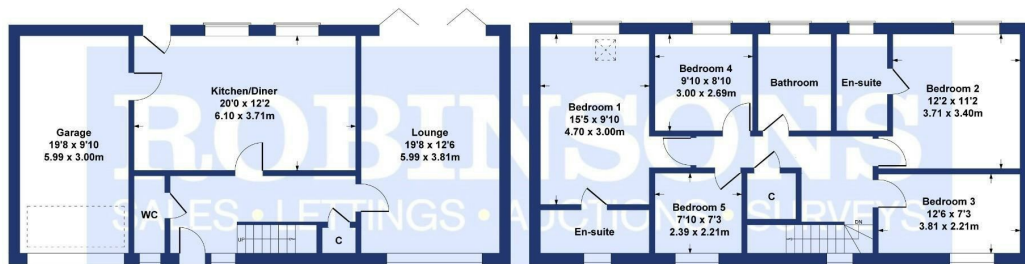 ROBINSONS
SALES • LETTINGS • AUCTIONS • SURVEYS
Garage
19'8 x 9'10
5.99 x 3.00m
Kitchen/Diner
20'0 x 12'2
6.10 x 3.71m
Lounge
19'8 x 12'6
5.99 x 3.81m
WC
UP
C
Bedroom 1
15'5 x 9'10
4.70 x 3.00m
En-suite
Bedroom 4
9'10 x 8'10
3.00 x 2.69m
Bathroom
En-suite
Bedroom 2
12'2 x 11'2
3.71 x 3.40m
Bedroom 5
7'10 x 7'3
2.39 x 2.21m
C
DN
Bedroom 3
12'6 x 7'3
3.81 x 2.21m